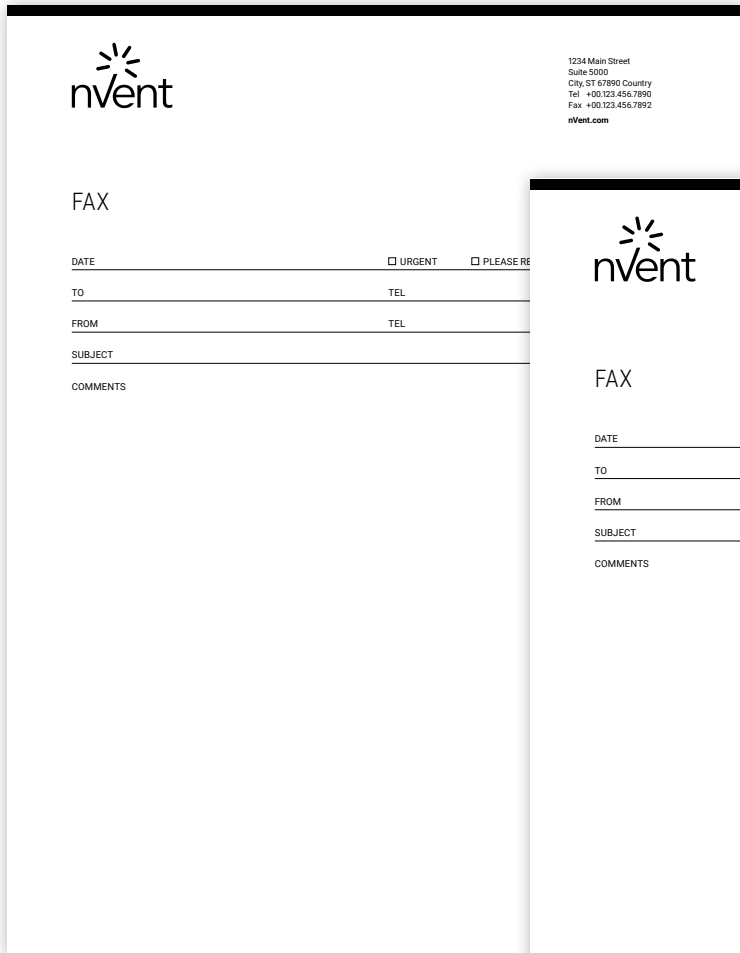 nvent
1234 Main Street
Suite 5000
City, ST 67890 Country
Tel +00.123.456.7890
Fax +00.123.456.7892
nVent.com
FAX
DATE ☐ URGENT ☐ PLEASE RE
TO TEL
FROM TEL
SUBJECT
COMMENTS
nvent
FAX
DATE
TO
FROM
SUBJECT
COMMENTS